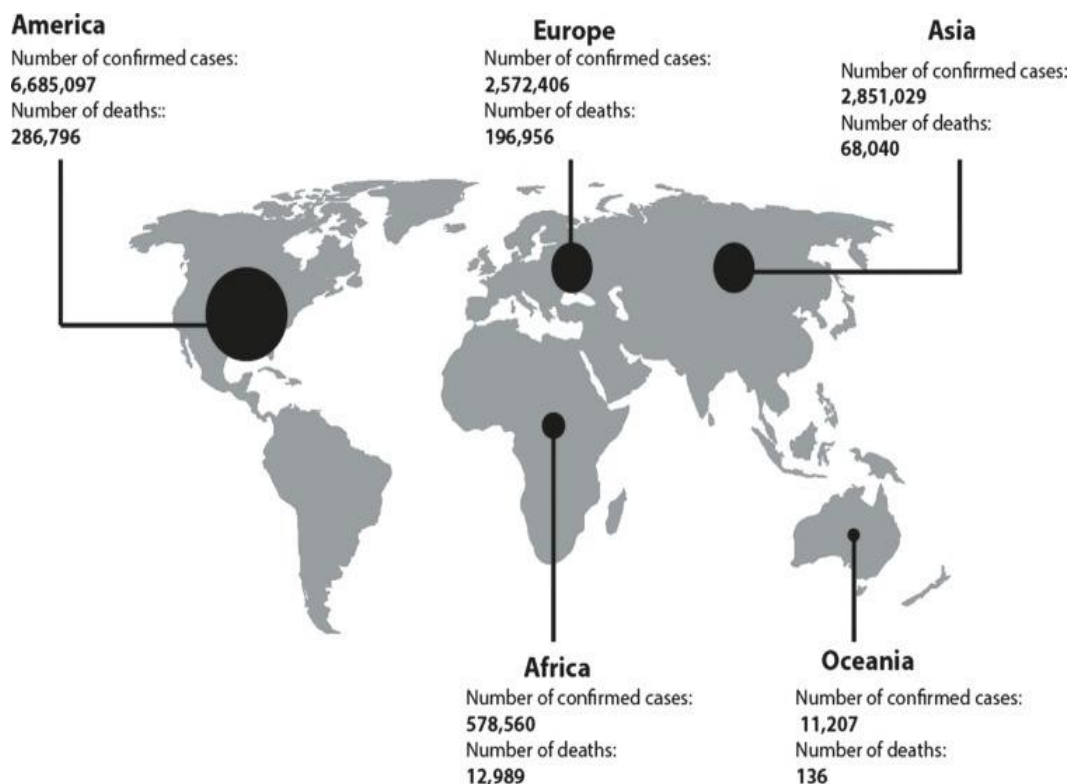 America
Number of confirmed cases:
6,685,097
Number of deaths::
286,796
Europe
Number of confirmed cases:
2,572,406
Number of deaths:
196,956
Asia
Number of confirmed cases:
2,851,029
Number of deaths:
68,040
Africa
Number of confirmed cases:
578,560
Number of deaths:
12,989
Oceania
Number of confirmed cases:
11,207
Number of deaths:
136